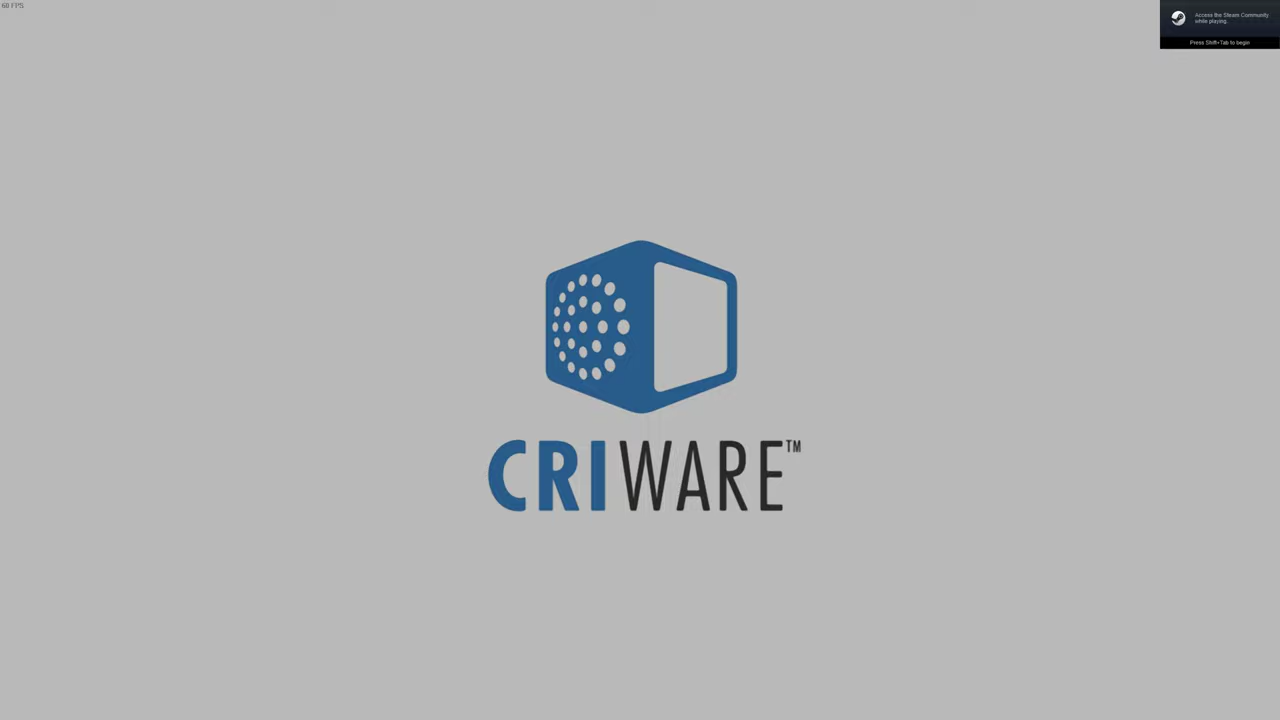 60 FPS
Access the Steam Community
while playing.
Press Shift+Tab to begin
CRIWARE™